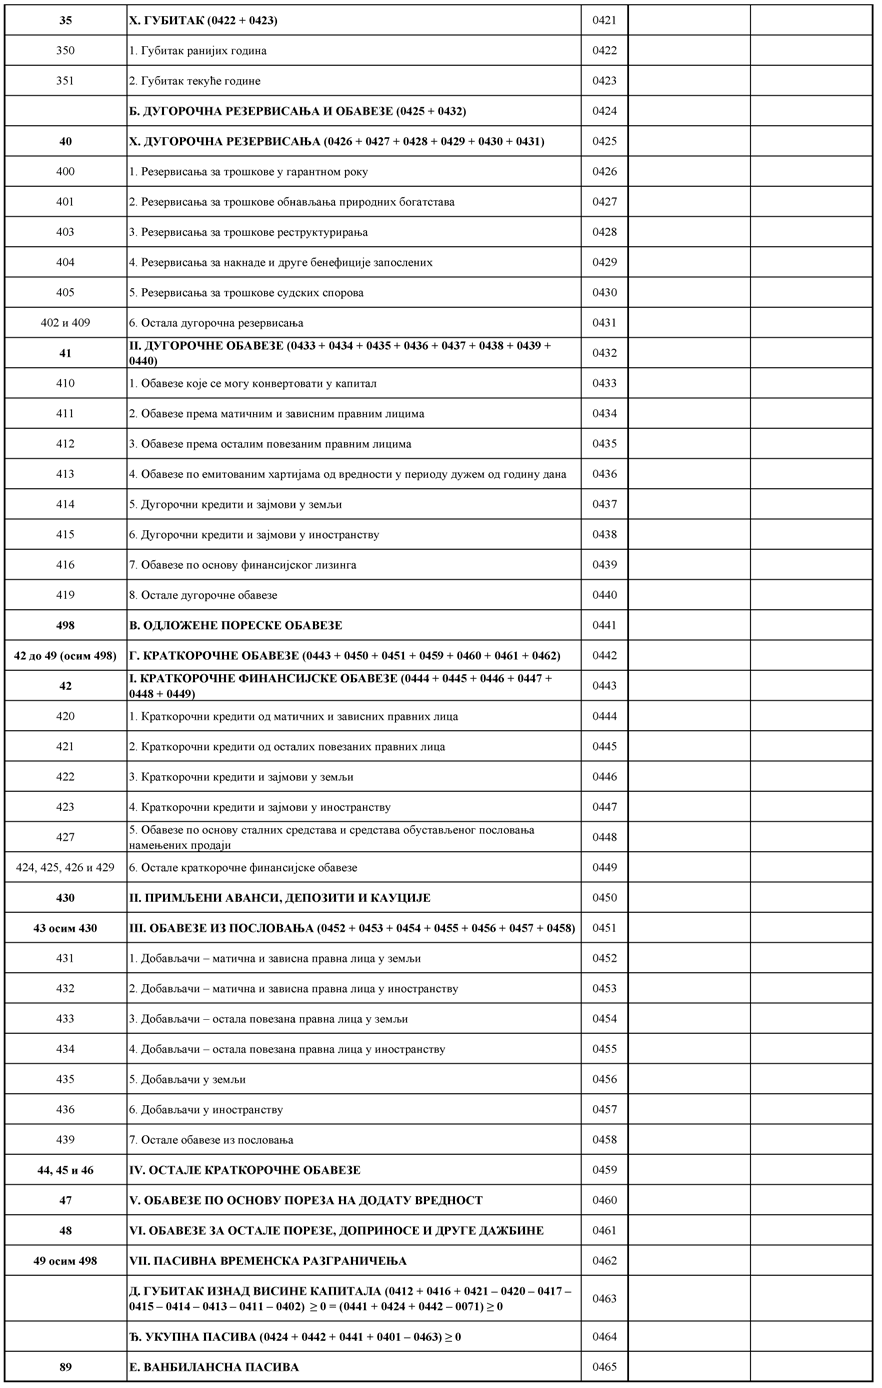 35 X. ГУБИТАК (0422 + 0423) 0421
350 1. Губитак ранијих година 0422
351 2. Губитак текуће године 0423
Б. ДУГОРОЧНА РЕЗЕРВИСАЊА И ОБАВЕЗЕ (0425 + 0432) 0424
40 X. ДУГОРОЧНА РЕЗЕРВИСАЊА (0426 + 0427 + 0428 + 0429 + 0430 + 0431) 0425
400 1. Резервисања за трошкове у гарантном року 0426
401 2. Резервисања за трошкове обнављања природних богатстава 0427
403 3. Резервисања за трошкове реструктурирања 0428
404 4. Резервисања за накнаде и друге бенефиције запослених 0429
405 5. Резервисања за трошкове судских спорова 0430
402 и 409 6. Остала дугорочна резервисања 0431
41 II. ДУГОРОЧНЕ ОБАВЕЗЕ (0433 + 0434 + 0435 + 0436 + 0437 + 0438 + 0439 +
0440) 0432
410 1. Обавезе које се могу конвертовати у капитал 0433
411 2. Обавезе према матичним и зависним правним лицима 0434
412 3. Обавезе према осталим повезаним правним лицима 0435
413 4. Обавезе по емитованим хартијама од вредности у периоду дужем од годину дана 0436
414 5. Дугорочни кредити и зајмови у земљи 0437
415 6. Дугорочни кредити и зајмови у иностранству 0438
416 7. Обавезе по основу финансијског лизинга 0439
419 8. Остале дугорочне обавезе 0440
498 В. ОДЛОЖЕНЕ ПОРЕСКЕ ОБАВЕЗЕ 0441
42 до 49 (осим 498) Г. КРАТКОРОЧНЕ ОБАВЕЗЕ (0443 + 0450 + 0451 + 0459 + 0460 + 0461 + 0462) 0442
42 I. КРАТКОРОЧНЕ ФИНАНСИЈСКЕ ОБАВЕЗЕ (0444 + 0445 + 0446 + 0447 +
0448 + 0449) 0443
420 1. Краткорочни кредити од матичних и зависних правних лица 0444
421 2. Краткорочни кредити од осталих повезаних правних лица 0445
422 3. Краткорочни кредити и зајмови у земљи 0446
423 4. Краткорочни кредити и зајмови у иностранству 0447
427 5. Обавезе по основу сталних средстава и средстава обустављеног пословања
намењених продаји 0448
424, 425, 426 и 429 6. Остале краткорочне финансијске обавезе 0449
430 II. ПРИМЉЕНИ АВАНСИ, ДЕПОЗИТИ И КАУЦИЈЕ 0450
43 осим 430 III. ОБАВЕЗЕ ИЗ ПОСЛОВАЊА (0452 + 0453 + 0454 + 0455 + 0456 + 0457 + 0458) 0451
431 1. Добављачи – матична и зависна правна лица у земљи 0452
432 2. Добављачи – матична и зависна правна лица у иностранству 0453
433 3. Добављачи – остала повезана правна лица у земљи 0454
434 4. Добављачи – остала повезана правна лица у иностранству 0455
435 5. Добављачи у земљи 0456
436 6. Добављачи у иностранству 0457
439 7. Остале обавезе из пословања 0458
44, 45 и 46 IV. ОСТАЛЕ КРАТКОРОЧНЕ ОБАВЕЗЕ 0459
47 V. ОБАВЕЗЕ ПО ОСНОВУ ПОРЕЗА НА ДОДАТУ ВРЕДНОСТ 0460
48 VI. ОБАВЕЗЕ ЗА ОСТАЛЕ ПОРЕЗЕ, ДОПРИНОСЕ И ДРУГЕ ДАЖБИНЕ 0461
49 осим 498 VII. ПАСИВНА ВРЕМЕНСКА РАЗГРАНИЧЕЊА 0462
Д. ГУБИТАК ИЗНАД ВИСИНЕ КАПИТАЛА (0412 + 0416 + 0421 – 0420 – 0417 –
0415 – 0414 – 0413 – 0411 – 0402) ≥ 0 = (0441 + 0424 + 0442 – 0071) ≥ 0 0463
Ђ. УКУПНА ПАСИВА (0424 + 0442 + 0441 + 0401 – 0463) ≥ 0 0464
89 Е. ВАНБИЛАНСНА ПАСИВА 0465